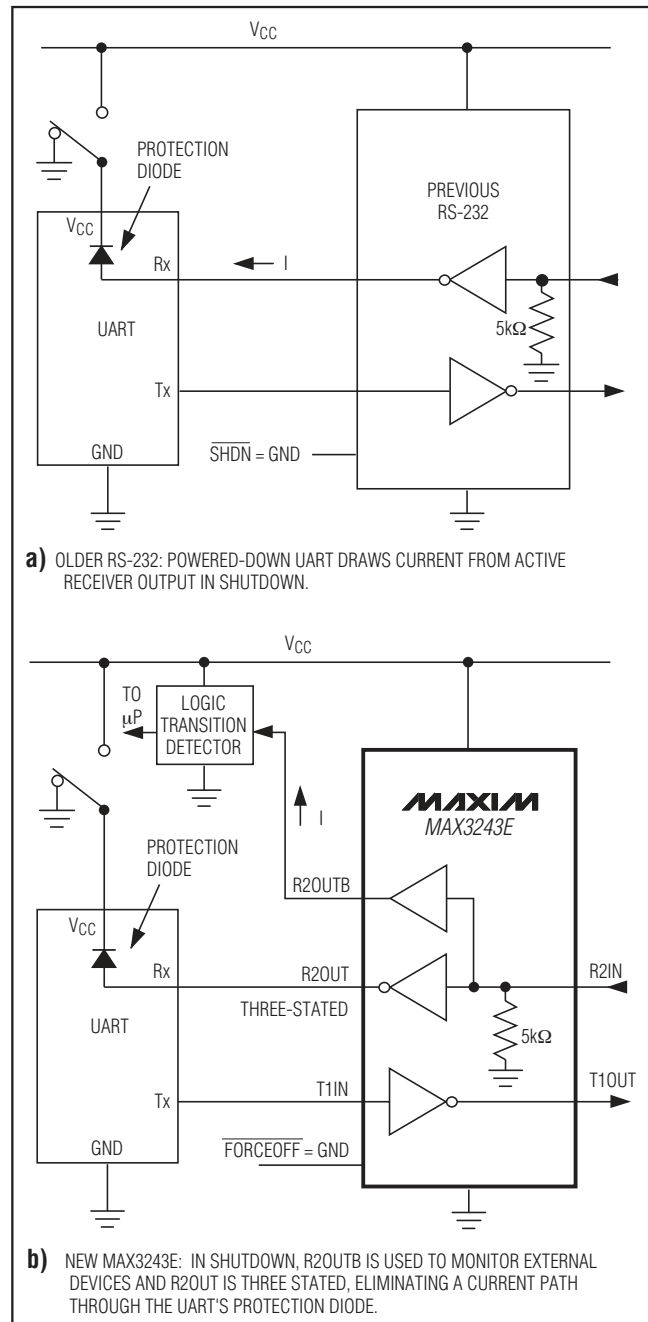 VCC
PROTECTION
DIODE
PREVIOUS
RS-232
VCC
Rx
I
5kΩ
UART
Tx
GND
SHDN = GND
a) OLDER RS-232: POWERED-DOWN UART DRAWS CURRENT FROM ACTIVE
RECEIVER OUTPUT IN SHUTDOWN.
VCC
TO
µP
LOGIC
TRANSITION
DETECTOR
MAXIM
MAX3243E
I
PROTECTION
DIODE
R2OUTB
VCC
Rx
R2OUT
R2IN
THREE-STATED
5kΩ
UART
Tx
T1IN
T1OUT
GND
FORCEOFF = GND
b) NEW MAX3243E: IN SHUTDOWN, R2OUTB IS USED TO MONITOR EXTERNAL
DEVICES AND R2OUT IS THREE STATED, ELIMINATING A CURRENT PATH
THROUGH THE UART'S PROTECTION DIODE.